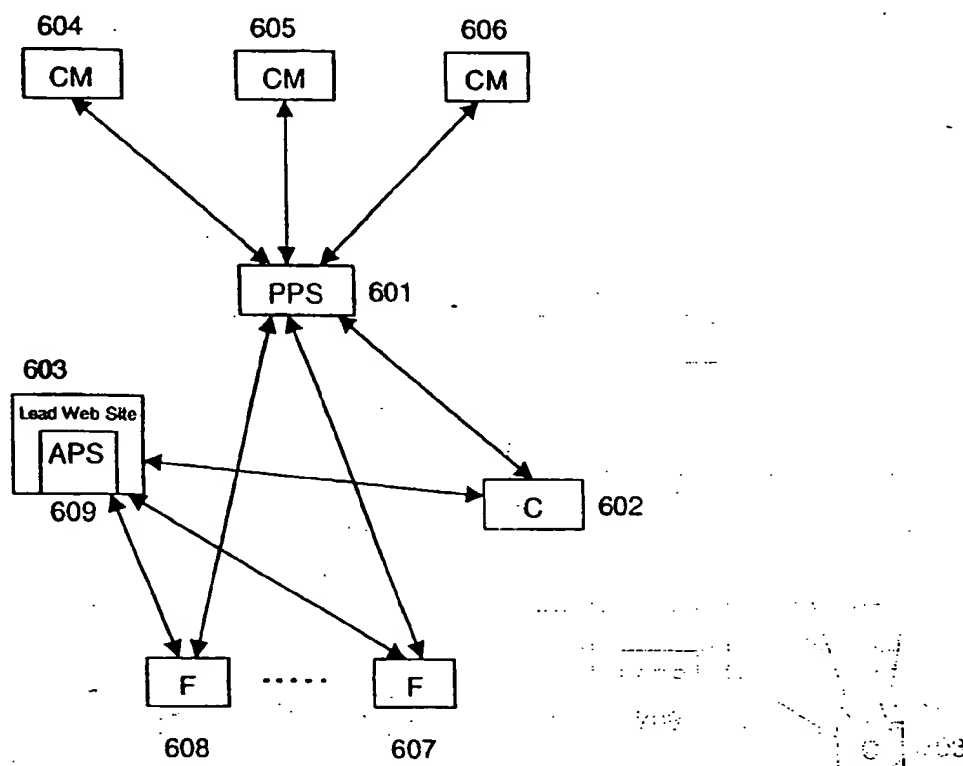 604 605 606
CM CM CM
PPS 601
603
Lead Web Site
APS
609
C 602
F ..... F
608 607